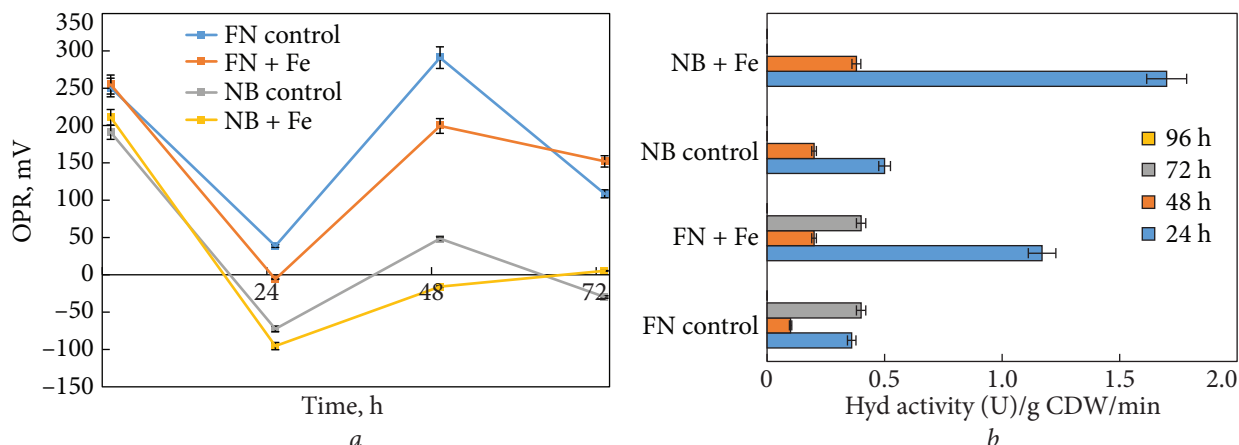 350
300
250
200
150
100
50
0
–50
–100
–150
OPR, mV
FN control
FN + Fe
NB control
NB + Fe
24
48
72
Time, h
a
NB + Fe
NB control
FN + Fe
FN control
96 h
72 h
48 h
24 h
0
0.5
1.0
1.5
2.0
Hyd activity (U)/g CDW/min
b